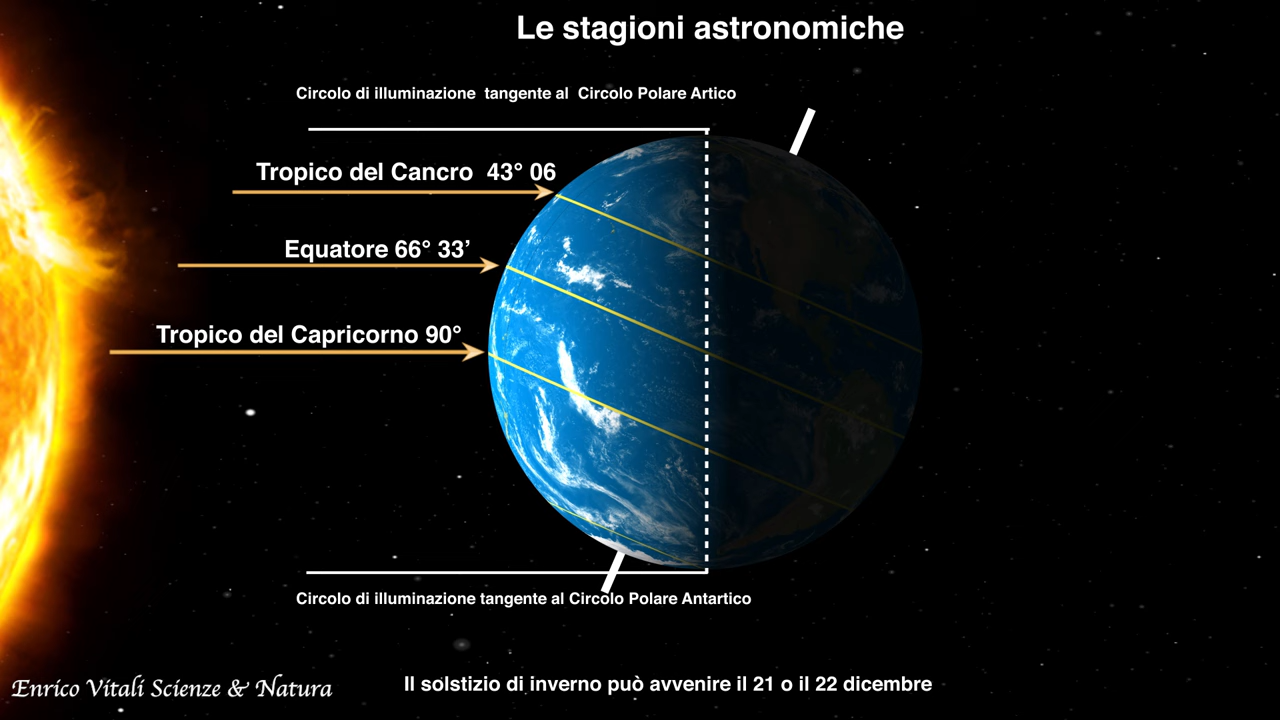 Le stagioni astronomiche
Circolo di illuminazione tangente al Circolo Polare Artico
Tropico del Cancro 43° 06
Equatore 66° 33’
Tropico del Capricorno 90°
Circolo di illuminazione tangente al Circolo Polare Antartico
Enrico Vitali Scienze & Natura
Il solstizio di inverno può avvenire il 21 o il 22 dicembre